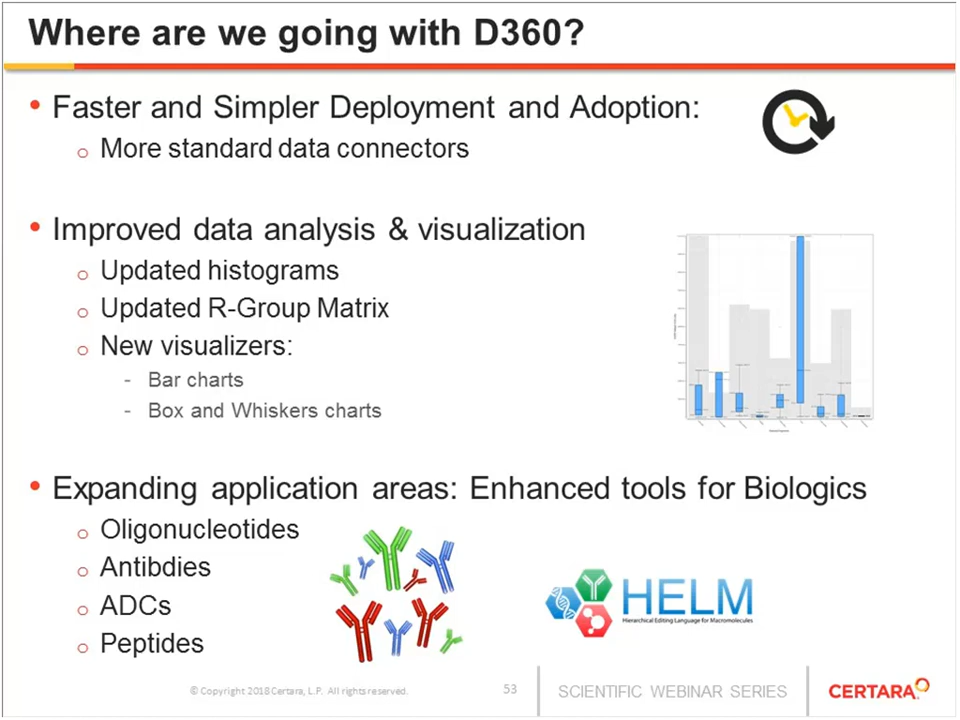 Where are we going with D360?
• Faster and Simpler Deployment and Adoption:
o More standard data connectors
• Improved data analysis & visualization
o Updated histograms
o Updated R-Group Matrix
o New visualizers:
- Bar charts
- Box and Whiskers charts
• Expanding application areas: Enhanced tools for Biologics
o Oligonucleotides
o Antibdies
o ADCs
o Peptides
HELM
Hierarchical Editing Language for Macromolecules
© Copyright 2018 Certara, L.P. All rights reserved.
53
SCIENTIFIC WEBINAR SERIES
CERTARA